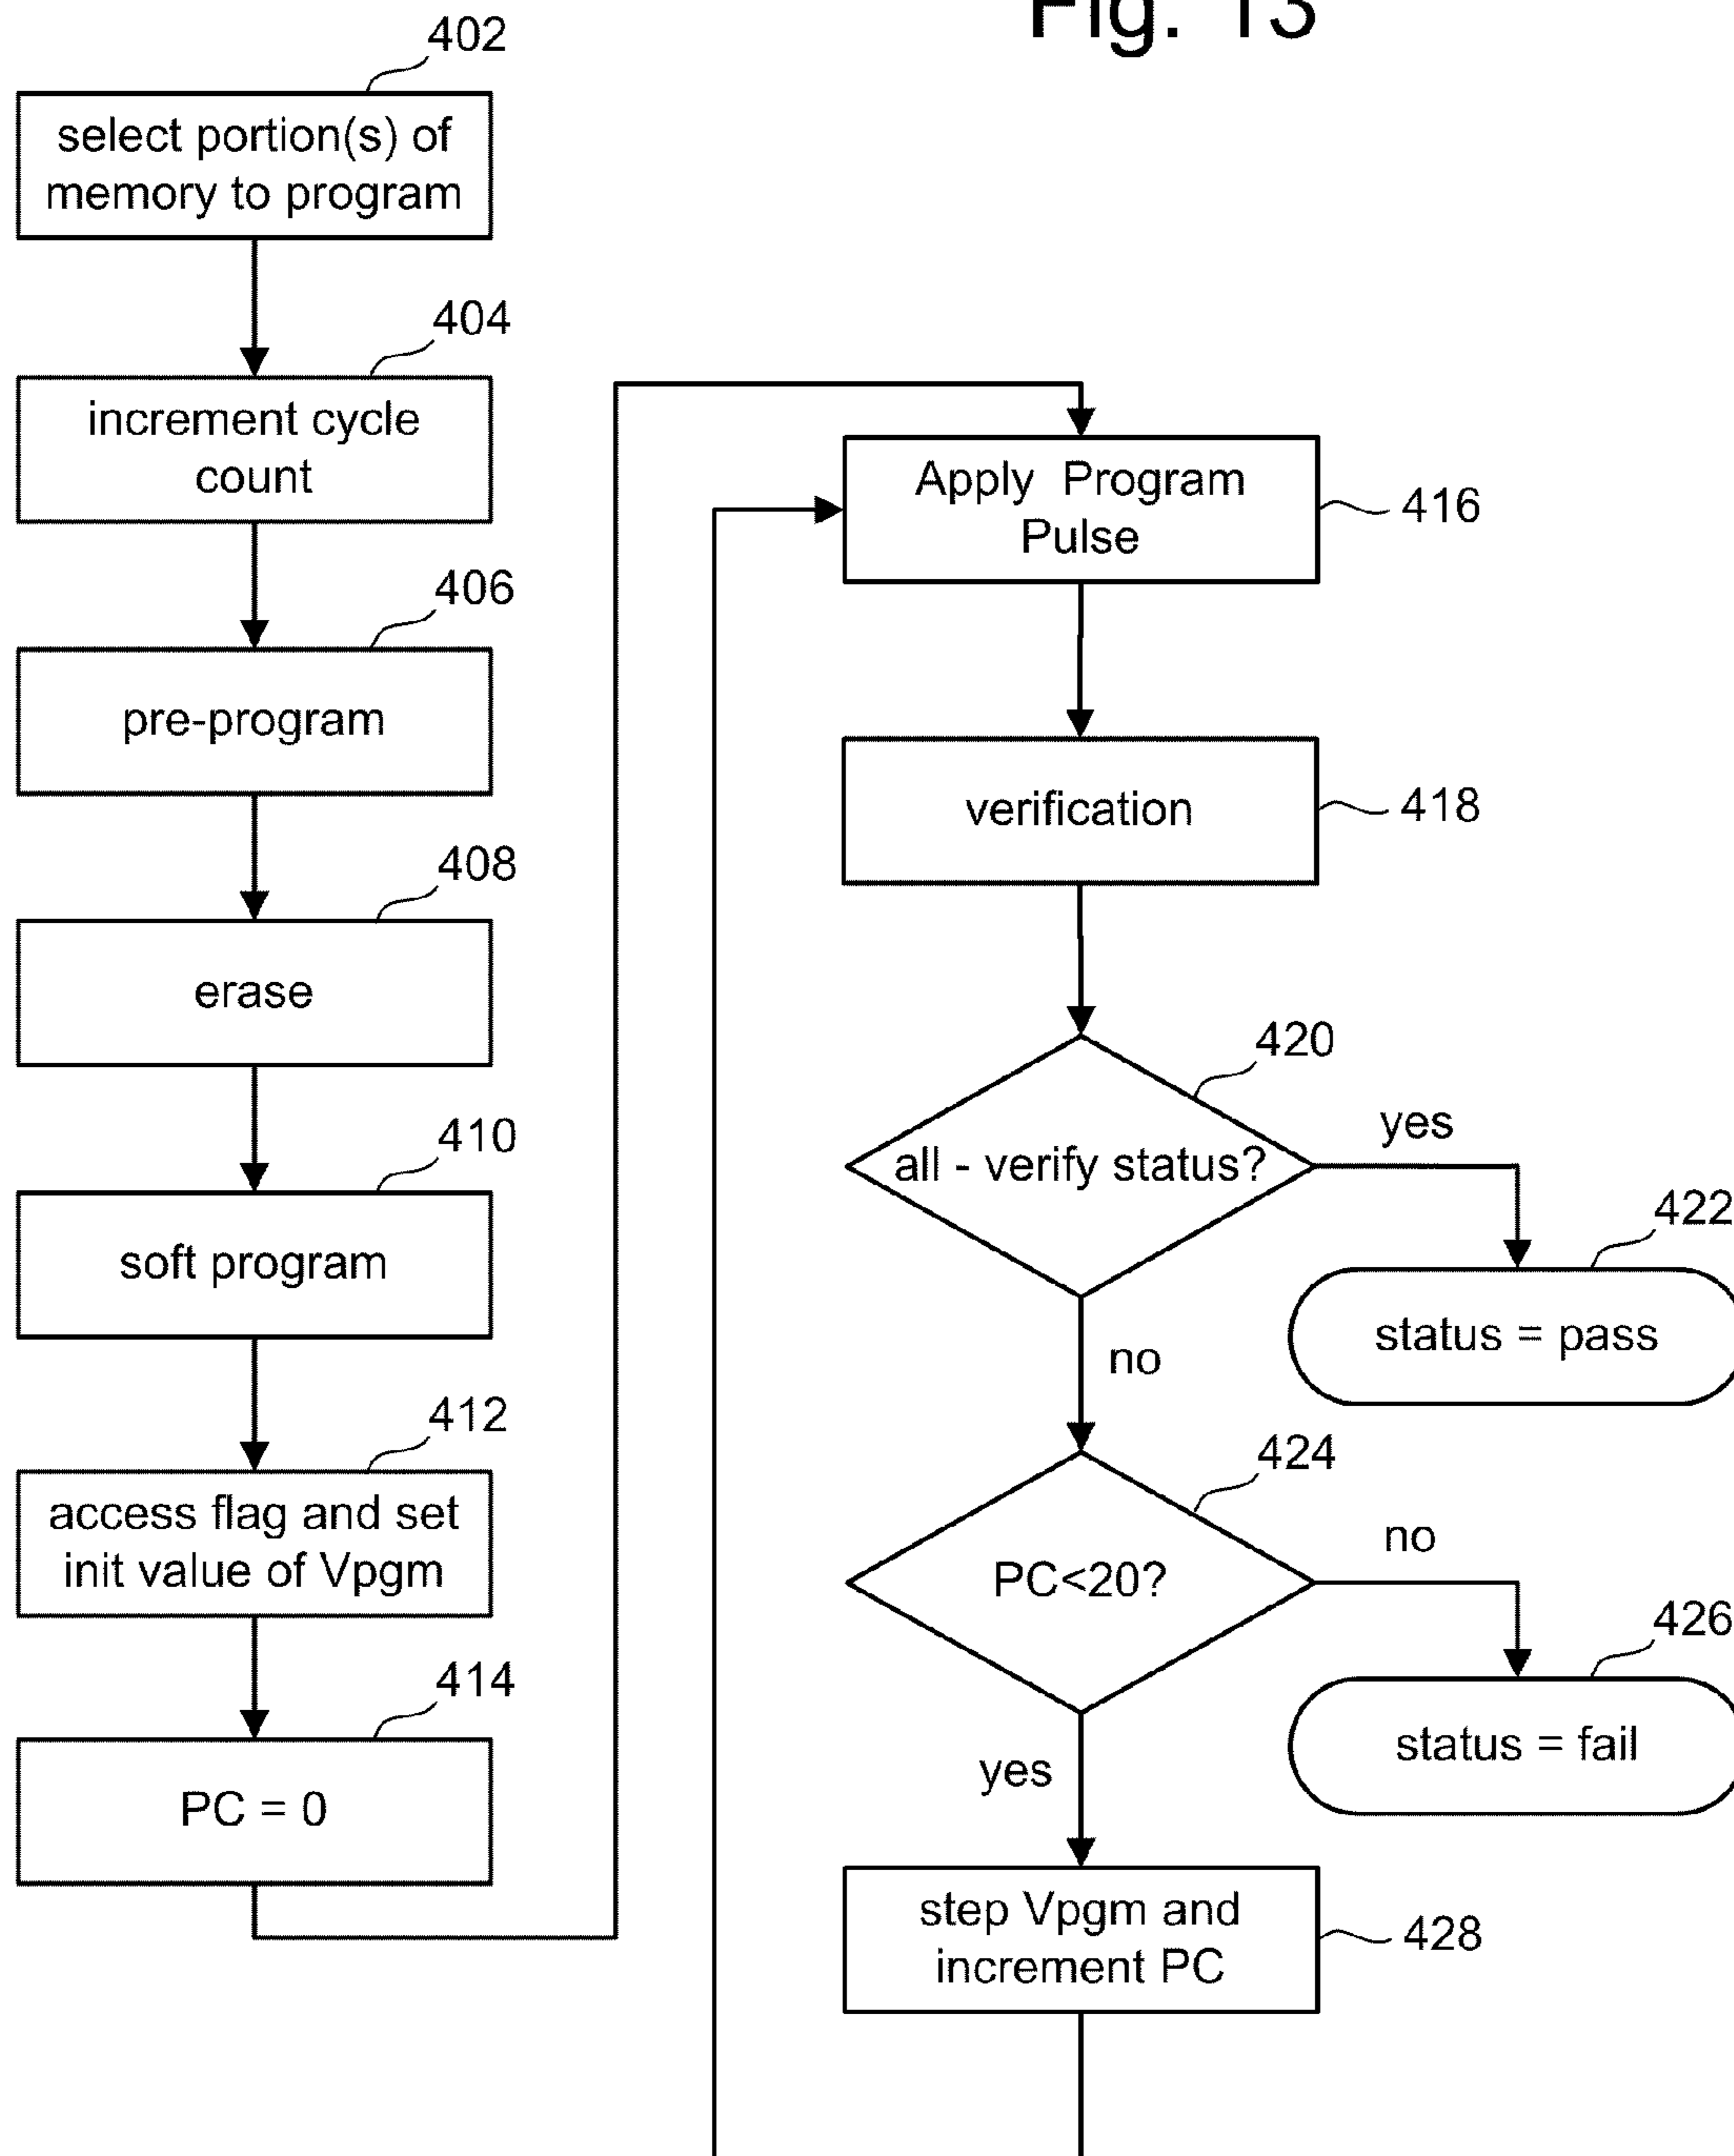 Fig. 13
402
select portion(s) of
memory to program
404
increment cycle
count
406
pre-program
408
erase
410
soft program
412
access flag and set
init value of Vpgm
414
PC = 0
Apply Program
Pulse
416
verification
418
420
all - verify status?
yes
422
status = pass
no
424
PC<20?
no
426
status = fail
yes
step Vpgm and
increment PC
428